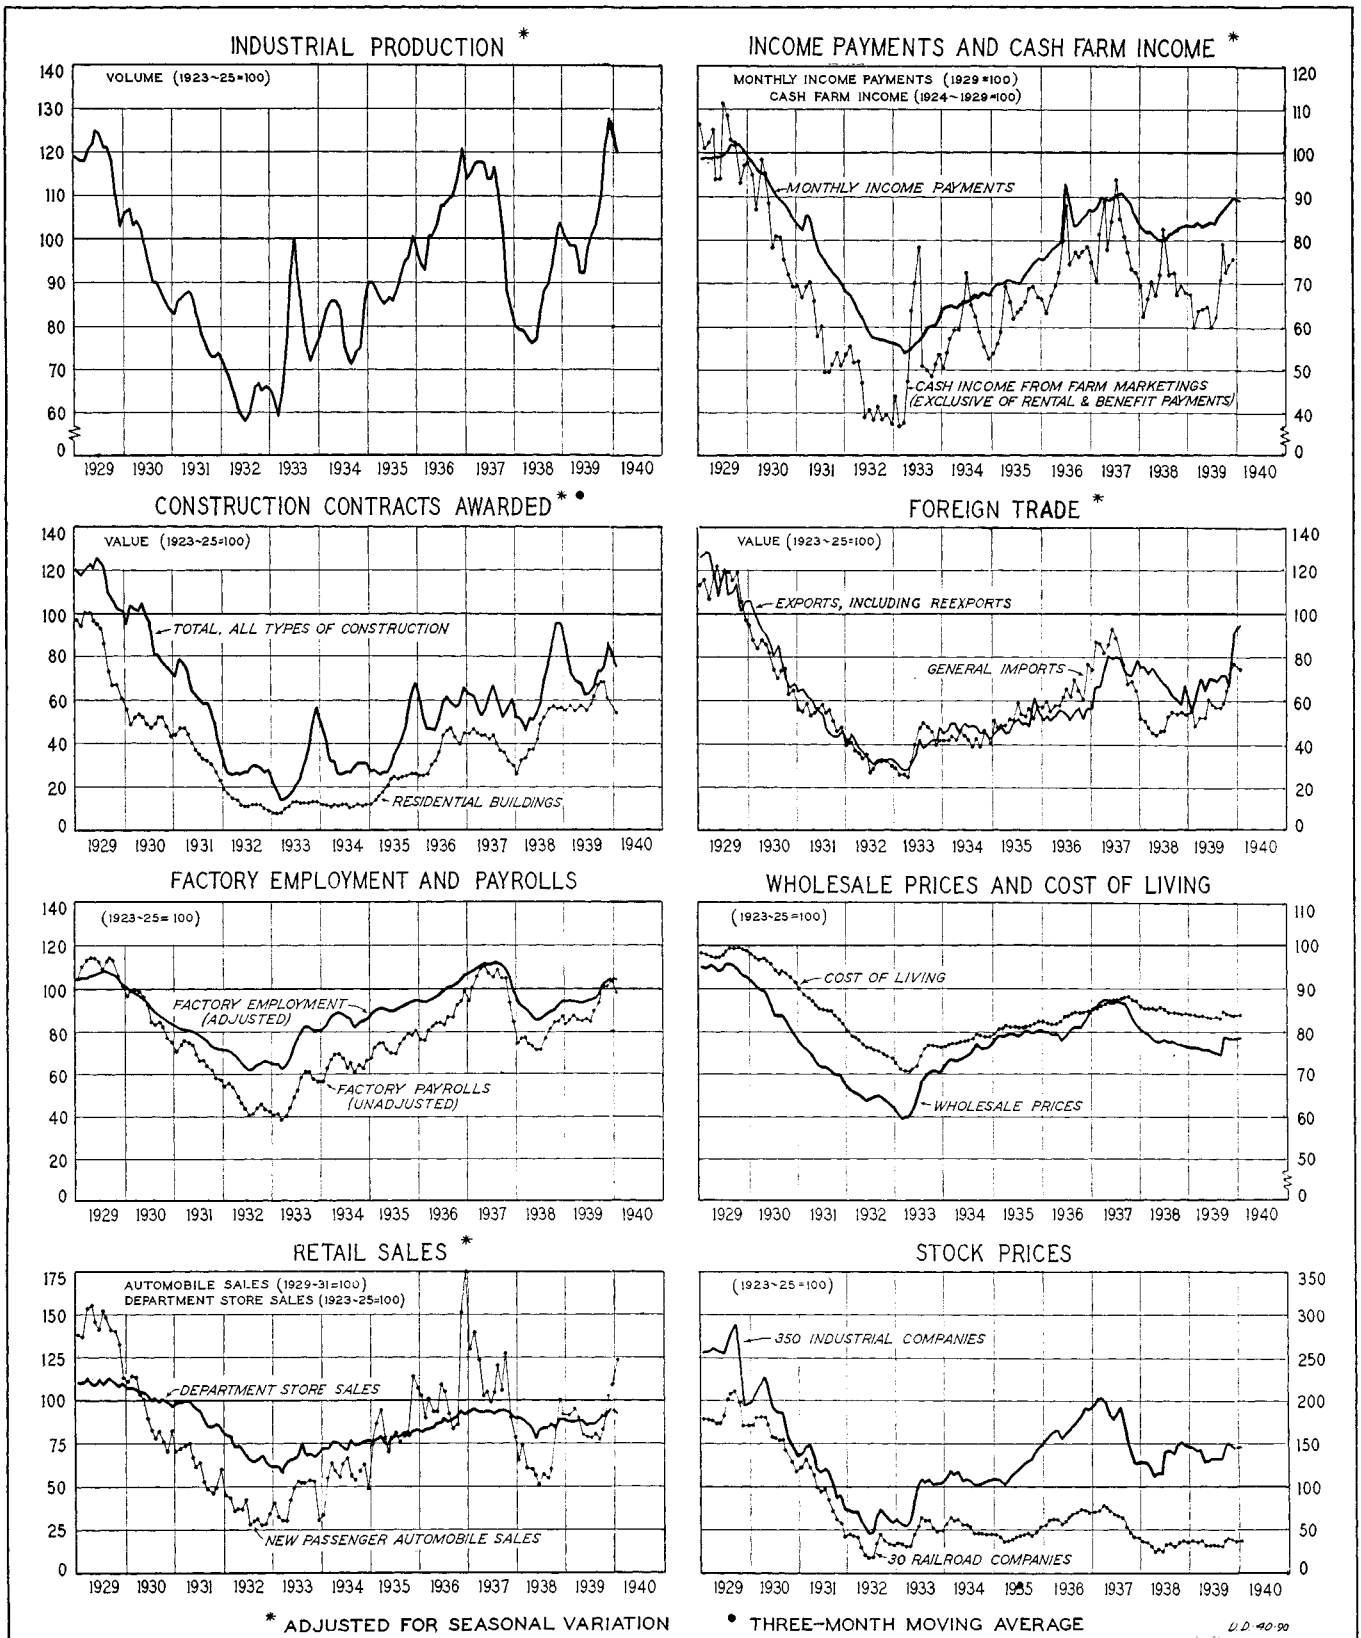 INDUSTRIAL PRODUCTION *
VOLUME (1923~25=100)
140
130
120
110
100
90
80
70
60
0
1929 1930 1931 1932 1933 1934 1935 1936 1937 1938 1939 1940
INCOME PAYMENTS AND CASH FARM INCOME *
MONTHLY INCOME PAYMENTS (1929=100)
CASH FARM INCOME (1924~1929=100)
120
110
100
90
80
70
60
50
40
0
MONTHLY INCOME PAYMENTS
CASH INCOME FROM FARM MARKETINGS
(EXCLUSIVE OF RENTAL & BENEFIT PAYMENTS)
1929 1930 1931 1932 1933 1934 1935 1936 1937 1938 1939 1940
CONSTRUCTION CONTRACTS AWARDED * •
VALUE (1923~25=100)
140
120
100
80
60
40
20
0
TOTAL, ALL TYPES OF CONSTRUCTION
RESIDENTIAL BUILDINGS
1929 1930 1931 1932 1933 1934 1935 1936 1937 1938 1939 1940
FOREIGN TRADE *
VALUE (1923~25=100)
140
120
100
80
60
40
20
0
EXPORTS, INCLUDING REEXPORTS
GENERAL IMPORTS
1929 1930 1931 1932 1933 1934 1935 1936 1937 1938 1939 1940
FACTORY EMPLOYMENT AND PAYROLLS
(1923~25=100)
140
120
100
80
60
40
20
0
FACTORY EMPLOYMENT
(ADJUSTED)
FACTORY PAYROLLS
(UNADJUSTED)
1929 1930 1931 1932 1933 1934 1935 1936 1937 1938 1939 1940
WHOLESALE PRICES AND COST OF LIVING
(1923~25=100)
110
100
90
80
70
60
50
0
COST OF LIVING
WHOLESALE PRICES
1929 1930 1931 1932 1933 1934 1935 1936 1937 1938 1939 1940
RETAIL SALES *
AUTOMOBILE SALES (1929-31=100)
DEPARTMENT STORE SALES (1923~25=100)
175
150
125
100
75
50
25
0
DEPARTMENT STORE SALES
NEW PASSENGER AUTOMOBILE SALES
1929 1930 1931 1932 1933 1934 1935 1936 1937 1938 1939 1940
STOCK PRICES
(1923~25=100)
350
300
250
200
150
100
50
0
350 INDUSTRIAL COMPANIES
30 RAILROAD COMPANIES
1929 1930 1931 1932 1933 1934 1935 1936 1937 1938 1939 1940
* ADJUSTED FOR SEASONAL VARIATION
• THREE-MONTH MOVING AVERAGE